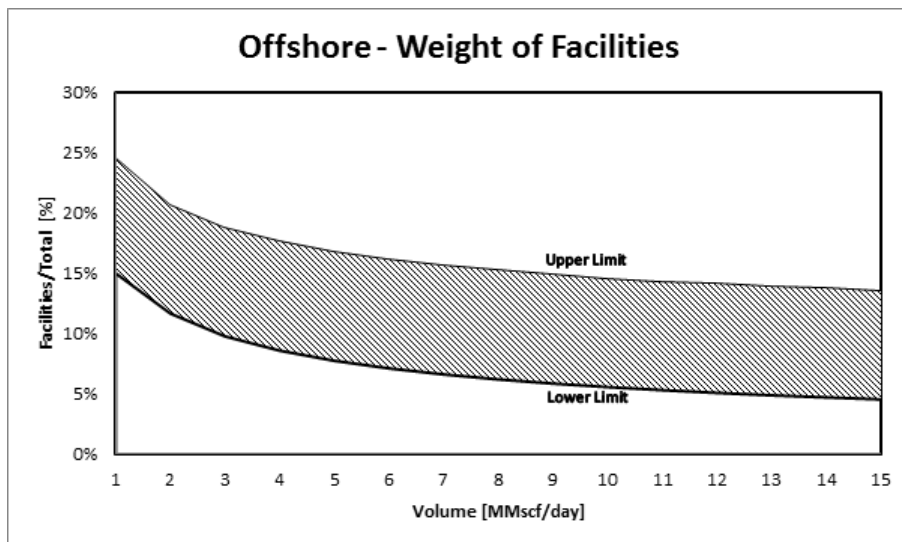 Offshore - Weight of Facilities
30%
25%
20%
15%
10%
5%
0%
Facilities/Total [%]
Upper Limit
Lower Limit
1 2 3 4 5 6 7 8 9 10 11 12 13 14 15
Volume [MMscf/day]